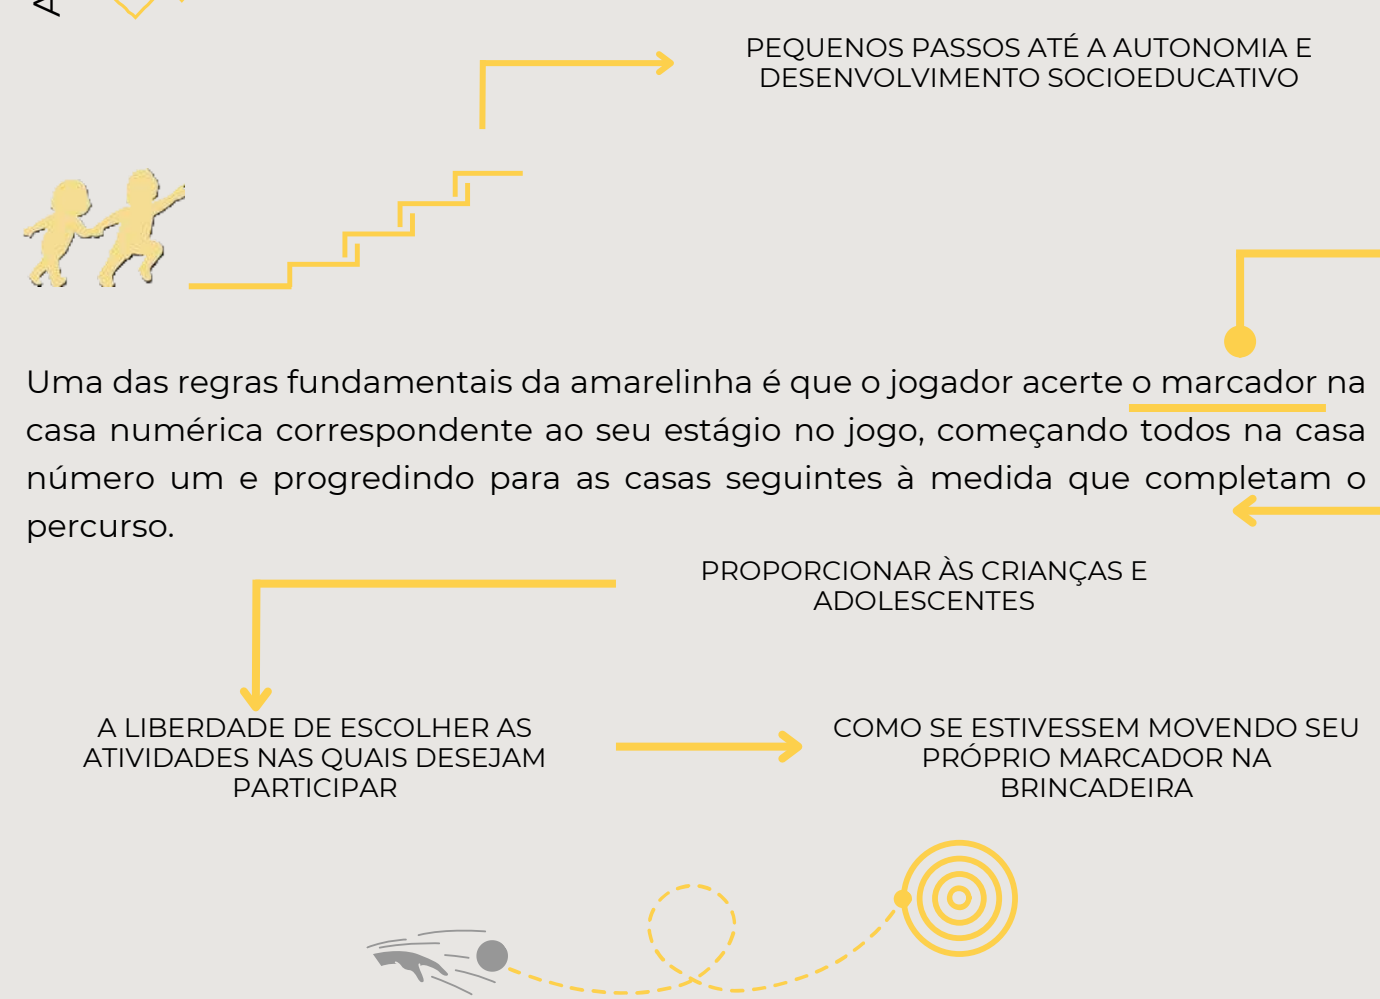 A
PEQUENOS PASSOS ATÉ A AUTONOMIA E
DESENVOLVIMENTO SOCIOEDUCATIVO
Uma das regras fundamentais da amarelinha é que o jogador acerte o marcador na
casa numérica correspondente ao seu estágio no jogo, começando todos na casa
número um e progredindo para as casas seguintes à medida que completam o
percurso.
PROPORCIONAR ÀS CRIANÇAS E
ADOLESCENTES
A LIBERDADE DE ESCOLHER AS
ATIVIDADES NAS QUAIS DESEJAM
PARTICIPAR
COMO SE ESTIVESSEM MOVENDO SEU
PRÓPRIO MARCADOR NA
BRINCADEIRA